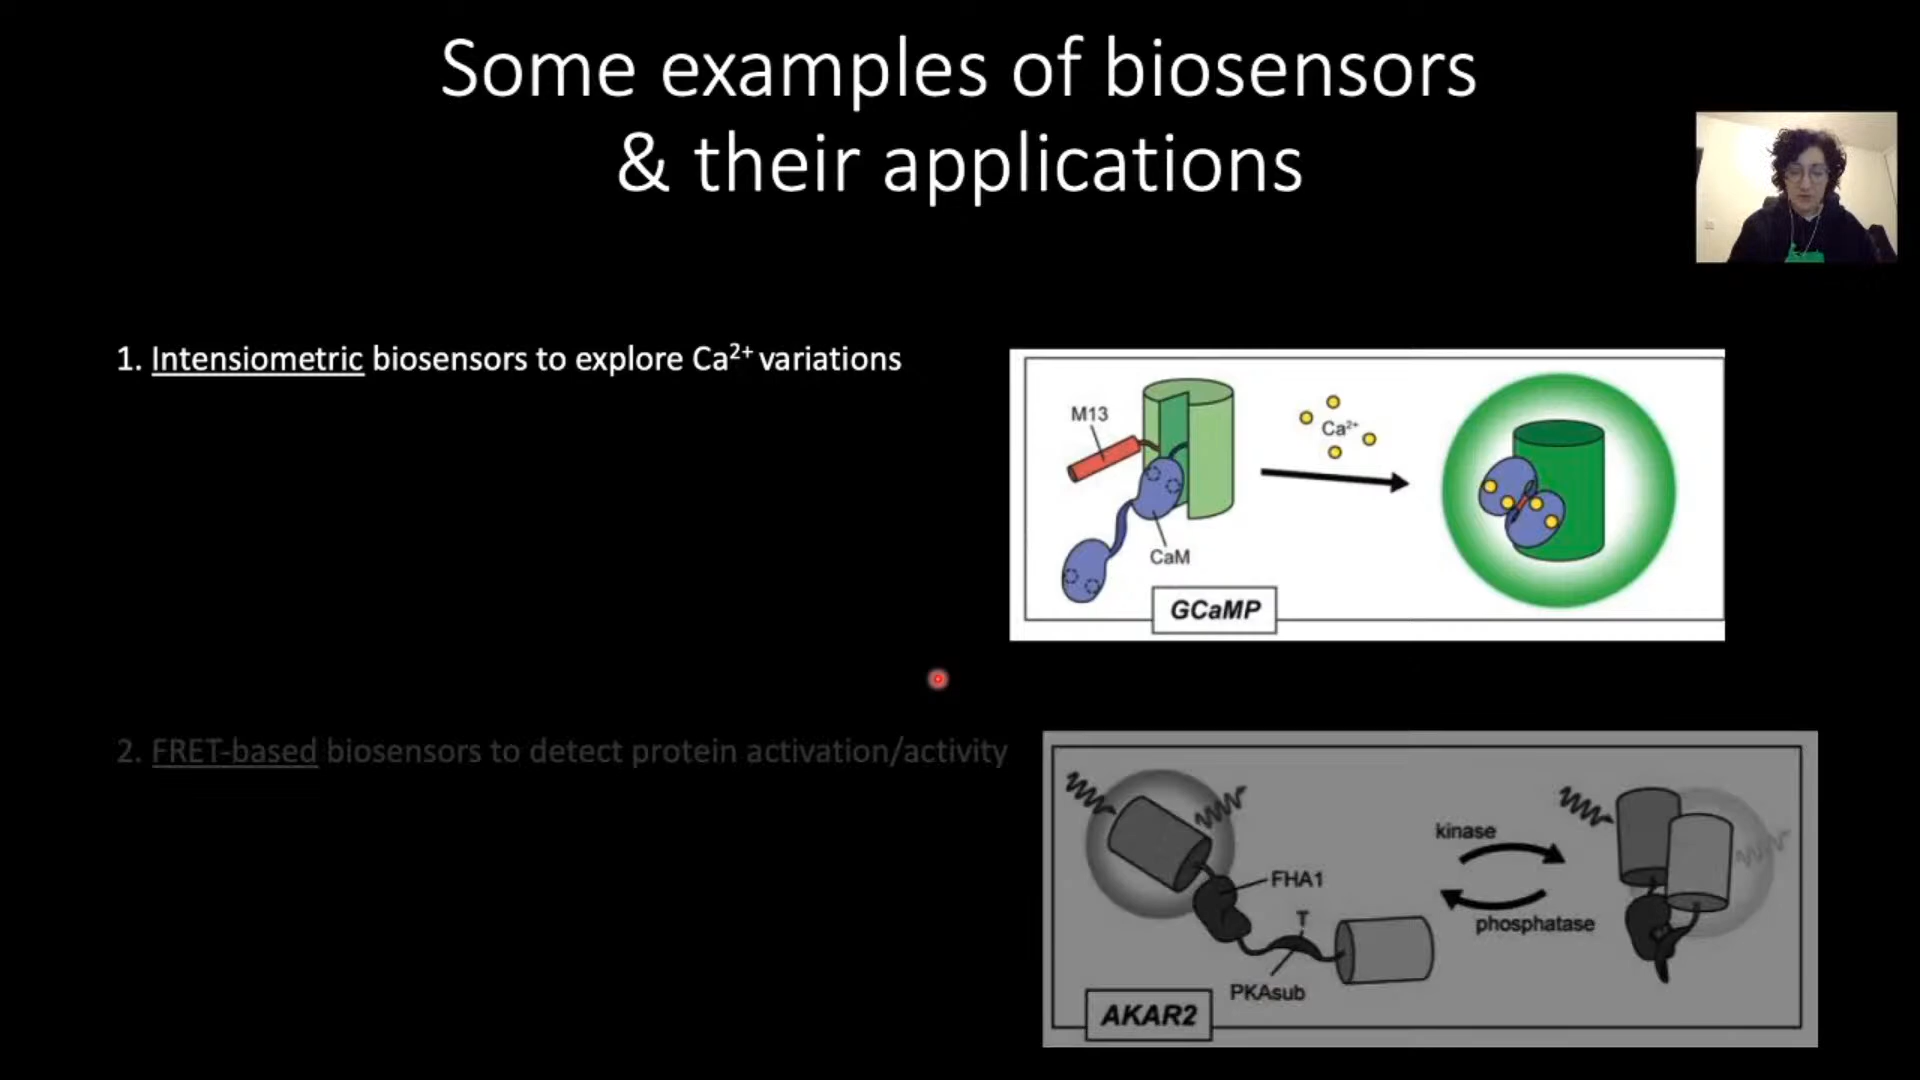 Some examples of biosensors
& their applications
1. Intensiometric biosensors to explore Ca²⁺ variations
M13
Ca²⁺
CaM
GCaMP
2. FRET-based biosensors to detect protein activation/activity
kinase
FHA1
T
phosphatase
PKAsub
AKAR2